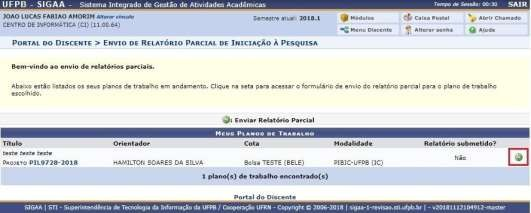 UFPB - SIGAA - Sistema Integrado de Gestão de Atividades Acadêmicas Tempo de Sessão: 00:30 SAIR
JOAO LUCAS FABIAO AMORIM Alterar vínculo Semestre atual: 2018.1 Módulos Caixa Postal Abrir Chamado
CENTRO DE INFORMÁTICA (CI) (11.00.64) Menu Discente Alterar senha Ajuda
PORTAL DO DISCENTE > ENVIO DE RELATÓRIO PARCIAL DE INICIAÇÃO À PESQUISA
Bem-vindo ao envio de relatórios parciais.
Abaixo estão listados os seus planos de trabalho em andamento. Clique na seta para acessar o formulário de envio do relatório parcial para o plano de trabalho
escolhido.
: Enviar Relatório Parcial
MEUS PLANOS DE TRABALHO
Título Orientador Cota Modalidade Relatório submetido?
teste teste teste
PROJETO PIL9728-2018 HAMILTON SOARES DA SILVA Bolsa TESTE (BELE) PIBIC-UFPB (IC) Não
1 plano(s) de trabalho encontrado(s)
Portal do Discente
SIGAA | STI - Superintendência de Tecnologia da Informação da UFPB / Cooperação UFRN - Copyright © 2006-2018 | sigaa-1-revisao.sti.ufpb.br | - v20181112104912-master